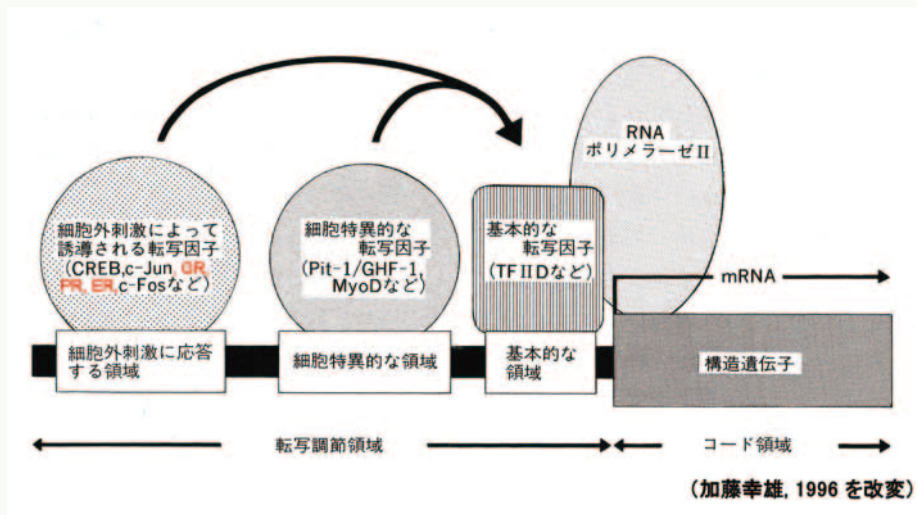 RNA
ポリメラーゼⅡ
細胞外刺激によって
誘導される転写因子
(CREB,c-Jun, GR,
PR, ER,c-Fosなど)
細胞特異的な
転写因子
(Pit-1/GHF-1,
MyoDなど)
基本的な
転写因子
(TFⅡDなど)
mRNA
細胞外刺激に応答
する領域
細胞特異的な領域
基本的な
領域
構造遺伝子
転写調節領域
コード領域
(加藤幸雄, 1996 を改変)